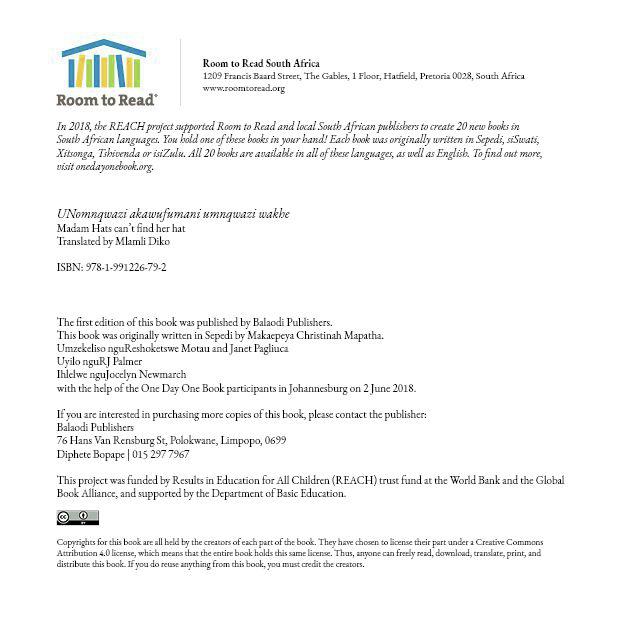 Room to Read®
Room to Read South Africa
1209 Francis Baard Street, The Gables, 1 Floor, Hatfield, Pretoria 0028, South Africa
www.roomtoread.org
In 2018, the REACH project supported Room to Read and local South African publishers to create 20 new books in
South African languages. You hold one of these books in your hand! Each book was originally written in Sepedi, siSwati,
Xitsonga, Tshivenda or isiZulu. All 20 books are available in all of these languages, as well as English. To find out more,
visit onedayonebook.org.
UNomnqwazi akawufumani umnqwazi wakhe
Madam Hats can't find her hat
Translated by Mlamli Diko
ISBN: 978-1-991226-79-2
The first edition of this book was published by Balaodi Publishers.
This book was originally written in Sepedi by Makaepeya Christinah Mapatha.
Umzekeliso nguReshoketswe Motau and Janet Pagliuca
Uyilo nguRJ Palmer
Ihlelwe nguJocelyn Newmarch
with the help of the One Day One Book participants in Johannesburg on 2 June 2018.
If you are interested in purchasing more copies of this book, please contact the publisher:
Balaodi Publishers
76 Hans Van Rensburg St, Polokwane, Limpopo, 0699
Diphete Bopape | 015 297 7967
This project was funded by Results in Education for All Children (REACH) trust fund at the World Bank and the Global
Book Alliance, and supported by the Department of Basic Education.
cc BY
Copyrights for this book are all held by the creators of each part of the book. They have chosen to license their part under a Creative Commons
Attribution 4.0 license, which means that the entire book holds this same license. Thus, anyone can freely read, download, translate, print, and
distribute this book. If you do reuse anything from this book, you must credit the creators.